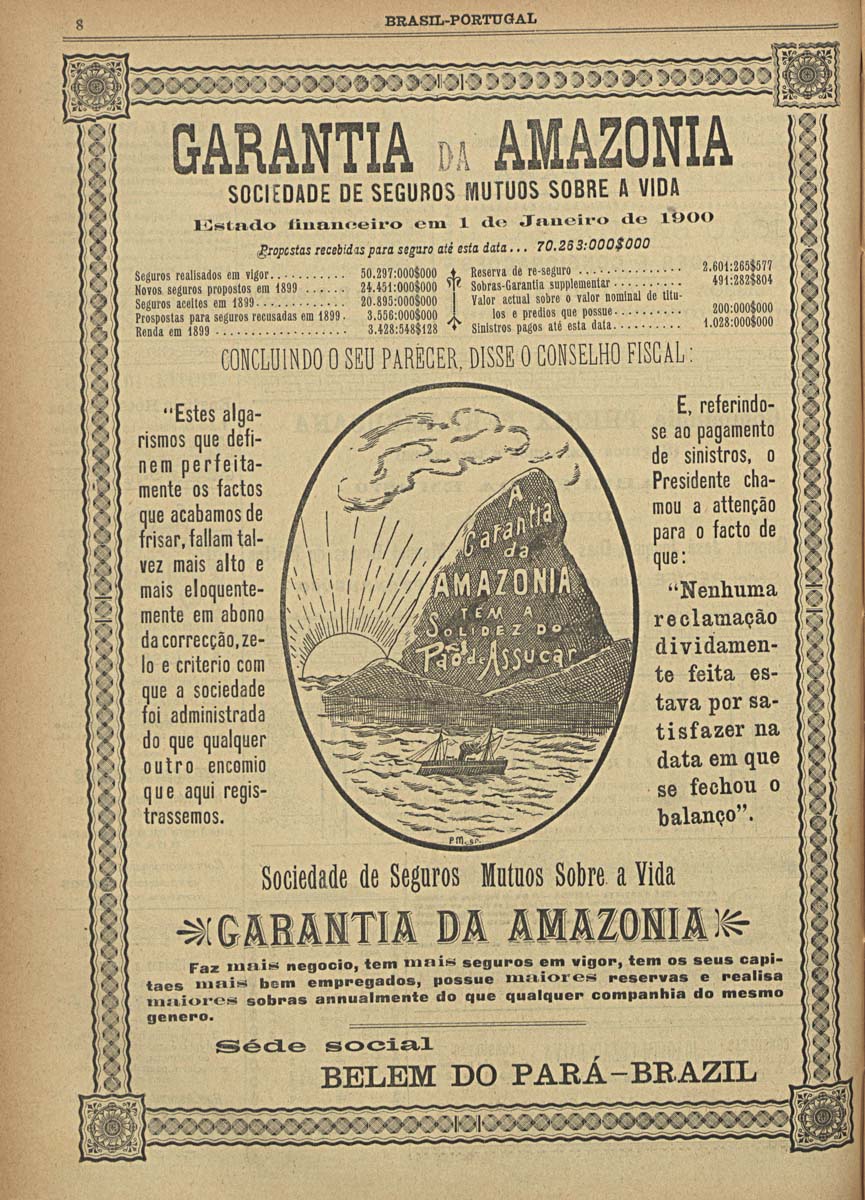 8
BRASIL-PORTUGAL
GARANTIA DA AMAZONIA
SOCIEDADE DE SEGUROS MUTUOS SOBRE A VIDA
Estado financeiro em 1 de Janeiro de 1900
Propostas recebidas para seguro até esta data... 70.263:000$000
Seguros realisados em vigor........... 50.297:000$000
Novos seguros propostos em 1899 ...... 24.451:000$000
Seguros aceites em 1899............. 20.895:000$000
Prospostas para seguros recusadas em 1899. 3.556:000$000
Renda em 1899 .................. 3.428:548$128
Reserva de re-seguro .............. 2.601:265$577
Sobras-Garantia supplementar ......... 491:282$804
Valor actual sobre o valor nominal de titu-
los e predios que possue........... 200:000$000
Sinistros pagos até esta data.......... 1.028:000$000
CONCLUINDO O SEU PARECER, DISSE O CONSELHO FISCAL:
"Estes alga-
rismos que defi-
nem perfeita-
mente os factos
que acabamos de
frisar, fallam tal-
vez mais alto e
mais eloquente-
mente em abono
da correcção, ze-
lo e criterio com
que a sociedade
foi administrada
do que qualquer
outro encomio
que aqui regis-
trassemos.
A
Garantia
da
AMAZONIA
TEM A
SOLIDEZ DO
Pão de Assucar
P.M. sp.
E, referindo-
se ao pagamento
de sinistros, o
Presidente cha-
mou a attenção
para o facto de
que:
"Nenhuma
reclamação
dividamen-
te feita es-
tava por sa-
tisfazer na
data em que
se fechou o
balanço".
Sociedade de Seguros Mutuos Sobre a Vida
GARANTIA DA AMAZONIA
Faz mais negocio, tem mais seguros em vigor, tem os seus capi-
taes mais bem empregados, possue maiores reservas e realisa
maiores sobras annualmente do que qualquer companhia do mesmo
genero.
Séde social
BELEM DO PARÁ-BRAZIL